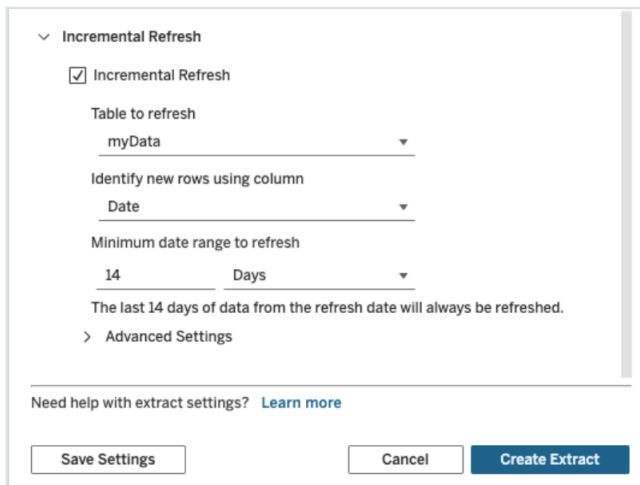 Incremental Refresh
Incremental Refresh
Table to refresh
myData
Identify new rows using column
Date
Minimum date range to refresh
14 Days
The last 14 days of data from the refresh date will always be refreshed.
Advanced Settings
Need help with extract settings? Learn more
Save Settings Cancel Create Extract